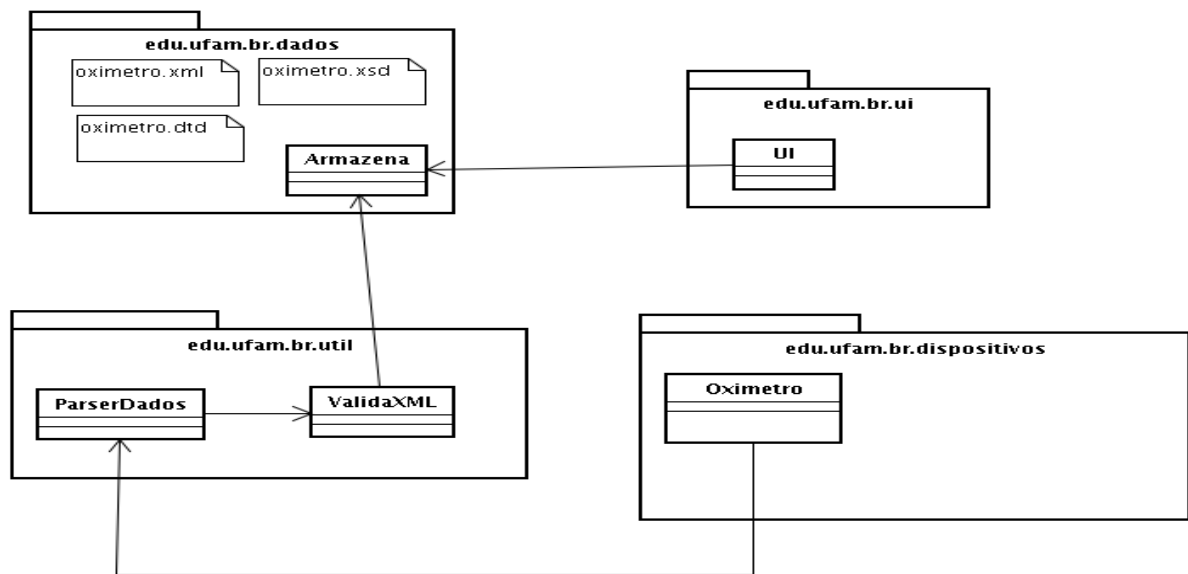 edu.ufam.br.dados
oximetro.xml
oximetro.xsd
oximetro.dtd
Armazena
edu.ufam.br.ui
UI
edu.ufam.br.util
ParserDados
ValidaXML
edu.ufam.br.dispositivos
Oximetro